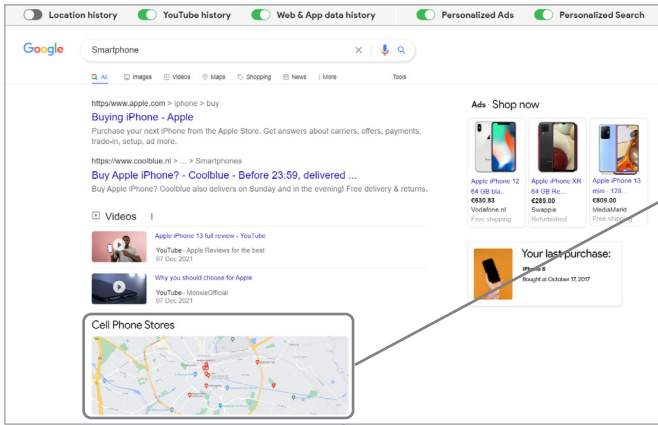 Location history YouTube history Web & App data history Personalized Ads Personalized Search
Google Smartphone
All Images Videos Maps Shopping News More Tools
https/www.apple.com > iphone > buy
Buying iPhone - Apple
Purchase your next iPhone from the Apple Store. Get answers about carriers, offers, payments,
trade-in, setup, ad more.
https://www.coolblue.nl > ... > Smartphones
Buy Apple iPhone? - Coolblue - Before 23:59, delivered ...
Buy Apple iPhone? Coolblue also delivers on Sunday and in the evening! Free delivery & returns.
Videos
Apple iPhone 13 full review - YouTube
YouTube - Apple Reviews for the best
07 Dec 2021
Why you should choose for Apple
YouTube - MonxieOfficial
07 Dec 2021
Cell Phone Stores
Ads · Shop now
Apple iPhone 12
64 GB bla..
€630.83
Vodafone.nl
Free shipping
Apple iPhone XR
64 GB Re...
€289.00
Swappie
Refurbished
Apple iPhone 13
mini - 128..
€809.00
MediaMarkt
Free shipping
Your last purchase:
iPhone 8
Bought at October 17, 2017